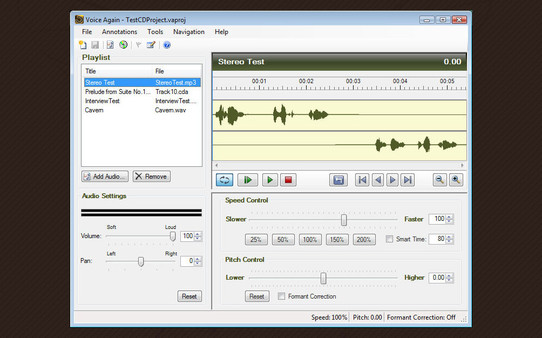 Voice Again - TestCDProject.vaproj
File Annotations Tools Navigation Help
Playlist
Title File
Stereo Test StereoTest.mp3
Prelude from Suite No.1... Track10.cda
InterviewTest InterviewTest....
Cavern Cavern.wav
Add Audio... Remove
Stereo Test 0.00
00:01 00:02 00:03 00:04 00:05
Audio Settings
Soft Loud
Volume: 100
Left Right
Pan: 0
Reset
Speed Control
Slower Faster 100
25% 50% 100% 150% 200% Smart Time: 80
Pitch Control
Lower Higher 0.00
Reset Formant Correction
Speed: 100% Pitch: 0.00 Formant Correction: Off